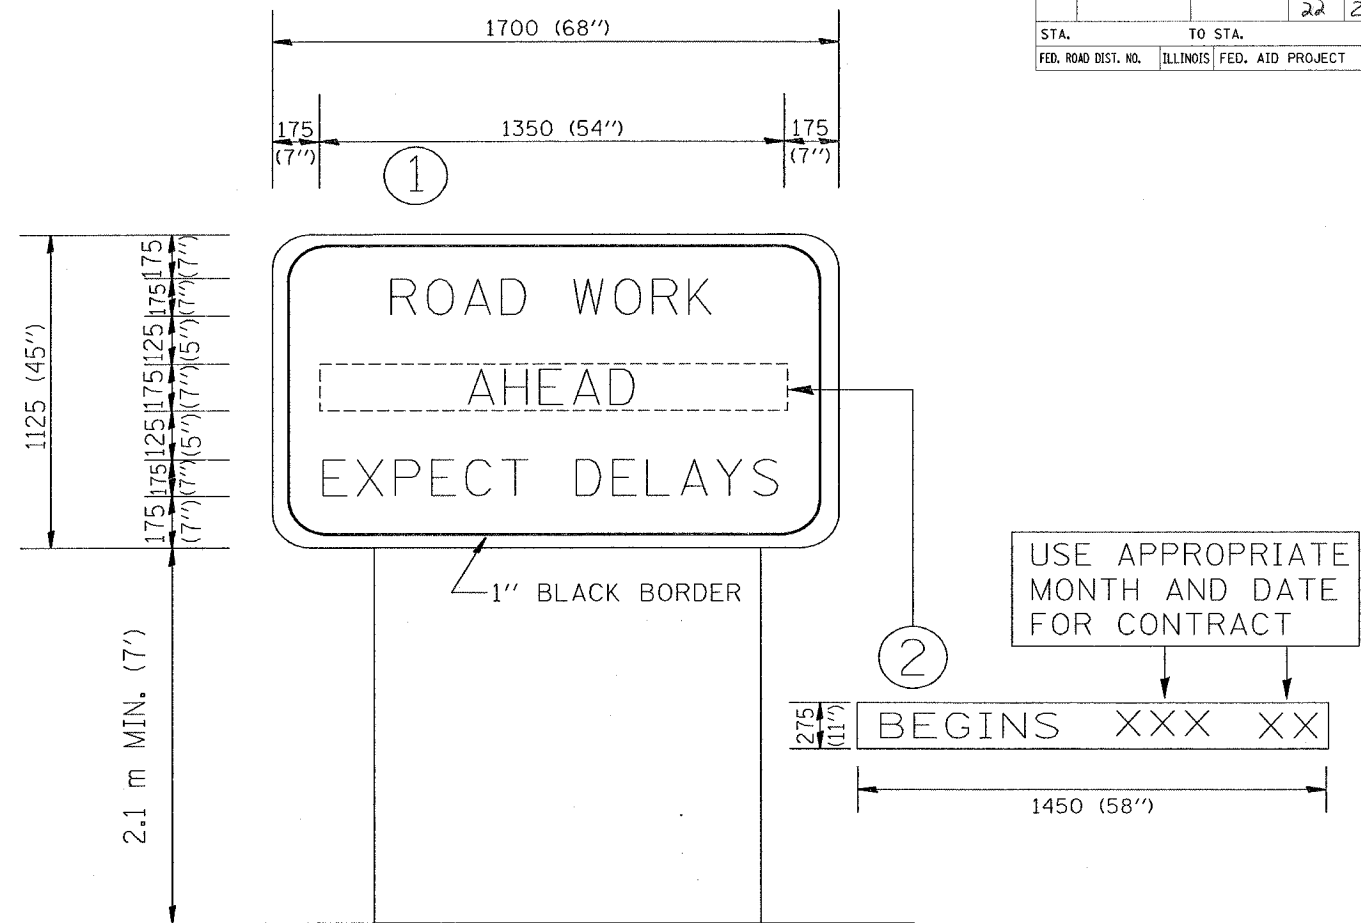 22
STA. TO STA.
FED. ROAD DIST. NO. ILLINOIS FED. AID PROJECT
1700 (68")
175 (7")
1350 (54")
175 (7")
1
1125 (45")
175 (7")
175 (7")
125 (5")
175 (7")
125 (5")
175 (7")
175 (7")
ROAD WORK
AHEAD
EXPECT DELAYS
1" BLACK BORDER
2.1 m MIN. (7')
2
USE APPROPRIATE
MONTH AND DATE
FOR CONTRACT
275 (11")
BEGINS XXX XX
1450 (58")